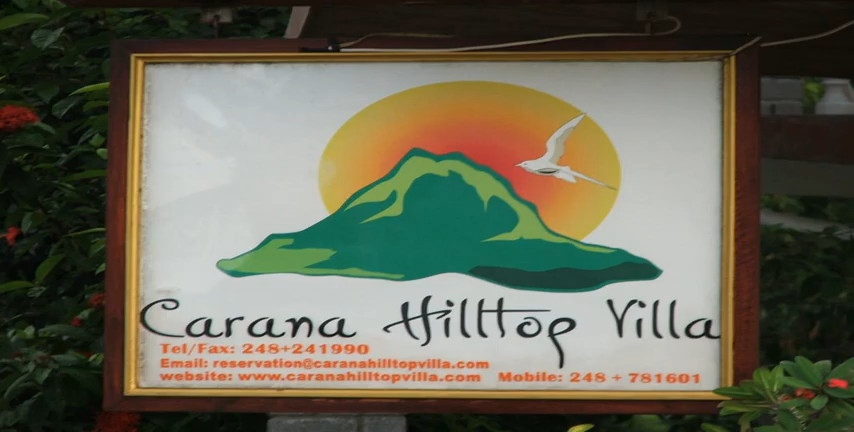 Carana Hilltop Villa
Tel/Fax: 248+241990
Email: reservation@caranahilltopvilla.com
website: www.caranahilltopvilla.com Mobile: 248 + 781601